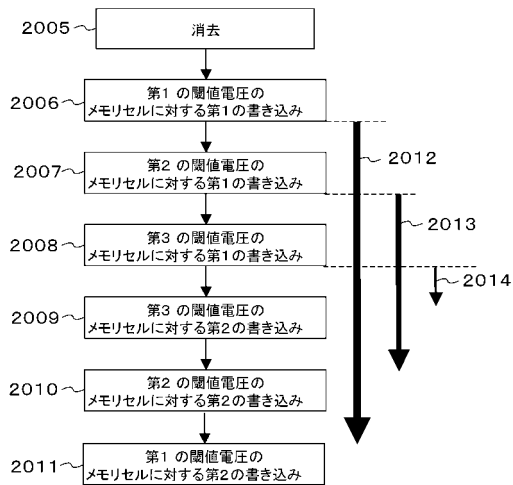 2005
消去
2006
第1 の閾値電圧の
メモリセルに対する第1の書き込み
2012
2007
第2 の閾値電圧の
メモリセルに対する第1の書き込み
2013
2008
第3 の閾値電圧の
メモリセルに対する第1の書き込み
2014
2009
第3 の閾値電圧の
メモリセルに対する第2の書き込み
2010
第2 の閾値電圧の
メモリセルに対する第2の書き込み
2011
第1 の閾値電圧の
メモリセルに対する第2の書き込み